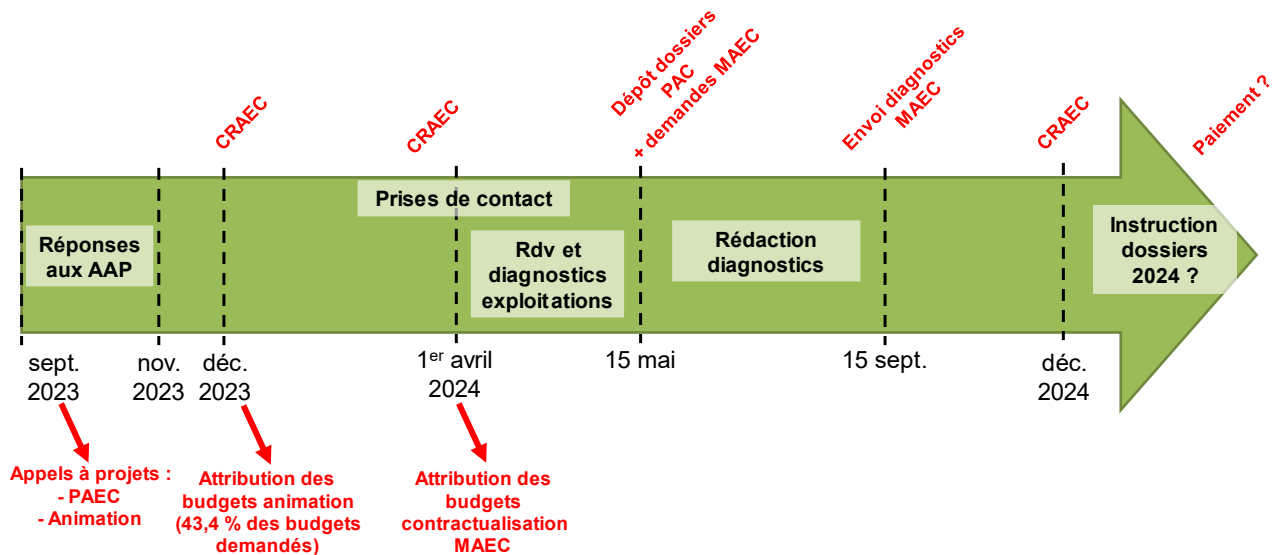 CRAEC
CRAEC
Dépôt dossiers
PAC
+ demandes MAEC
Envoi diagnostics
MAEC
CRAEC
Paiement ?
Réponses
aux AAP
Prises de contact
Rdv et
diagnostics
exploitations
Rédaction
diagnostics
Instruction
dossiers
2024 ?
sept.
2023
nov.
2023
déc.
2023
1er avril
2024
15 mai
15 sept.
déc.
2024
Appels à projets :
- PAEC
- Animation
Attribution des
budgets animation
(43,4 % des budgets
demandés)
Attribution des
budgets
contractualisation
MAEC